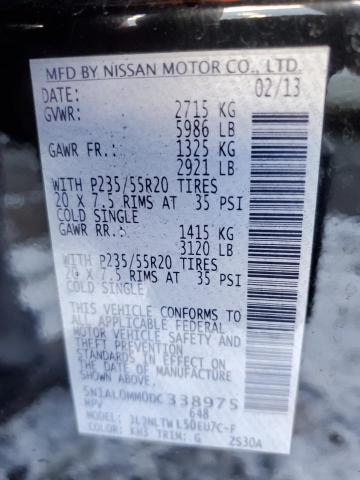 MFD BY NISSAN MOTOR CO., LTD.
DATE: 02/13
GVWR: 2715 KG
5986 LB
GAWR FR.: 1325 KG
2921 LB
WITH P235/55R20 TIRES
20 X 7.5 RIMS AT 35 PSI
COLD SINGLE
GAWR RR.: 1415 KG
3120 LB
WITH P235/55R20 TIRES
20 X 7.5 RIMS AT 35 PSI
COLD SINGLE
THIS VEHICLE CONFORMS TO
ALL APPLICABLE FEDERAL
MOTOR VEHICLE SAFETY AND
THEFT PREVENTION
STANDARDS IN EFFECT ON
THE DATE OF MANUFACTURE
SHOWN ABOVE.
5N1AL0MM0DC338975
MPV 648
MODEL: JL2NLTWL50EU7C-F
COLOR: KH3 TRIM: G 2S30A